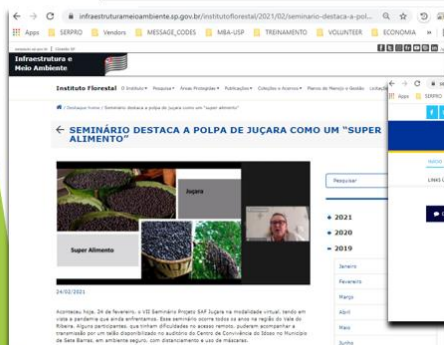 infraestruturameioambiente.sp.gov.br/institutoflorestal/2021/02/seminario-destaca-a-pol...
Apps SERPRO Vendors MESSAGE_CODES MBA-USP TREINAMENTO VOLUNTEER ECONOMIA
Infraestrutura e
Meio Ambiente
Instituto Florestal
← SEMINÁRIO DESTACA A POLPA DE JUÇARA COMO UM "SUPER
ALIMENTO"
Juçara
Super Alimento
Pesquisar
2021
2020
2019
Janeiro
Fevereiro
Março
Abril
Maio
Junho
24/02/2021
Aconteceu hoje, 24 de fevereiro, o VII Seminário Projeto SAF Juçara na modalidade virtual, tendo em
vista a pandemia que ainda enfrentamos. Esse seminário ocorre todos os anos na região do Vale do
Ribeira. Alguns participantes, que tinham dificuldades no acesso remoto, puderam acompanhar a
transmissão por um telão disponibilizado no auditório do Centro de Convivência do Idoso no Município
de Sete Barras, em ambiente seguro, com distanciamento e uso de máscaras.
Apps SERPRO
INÍCIO